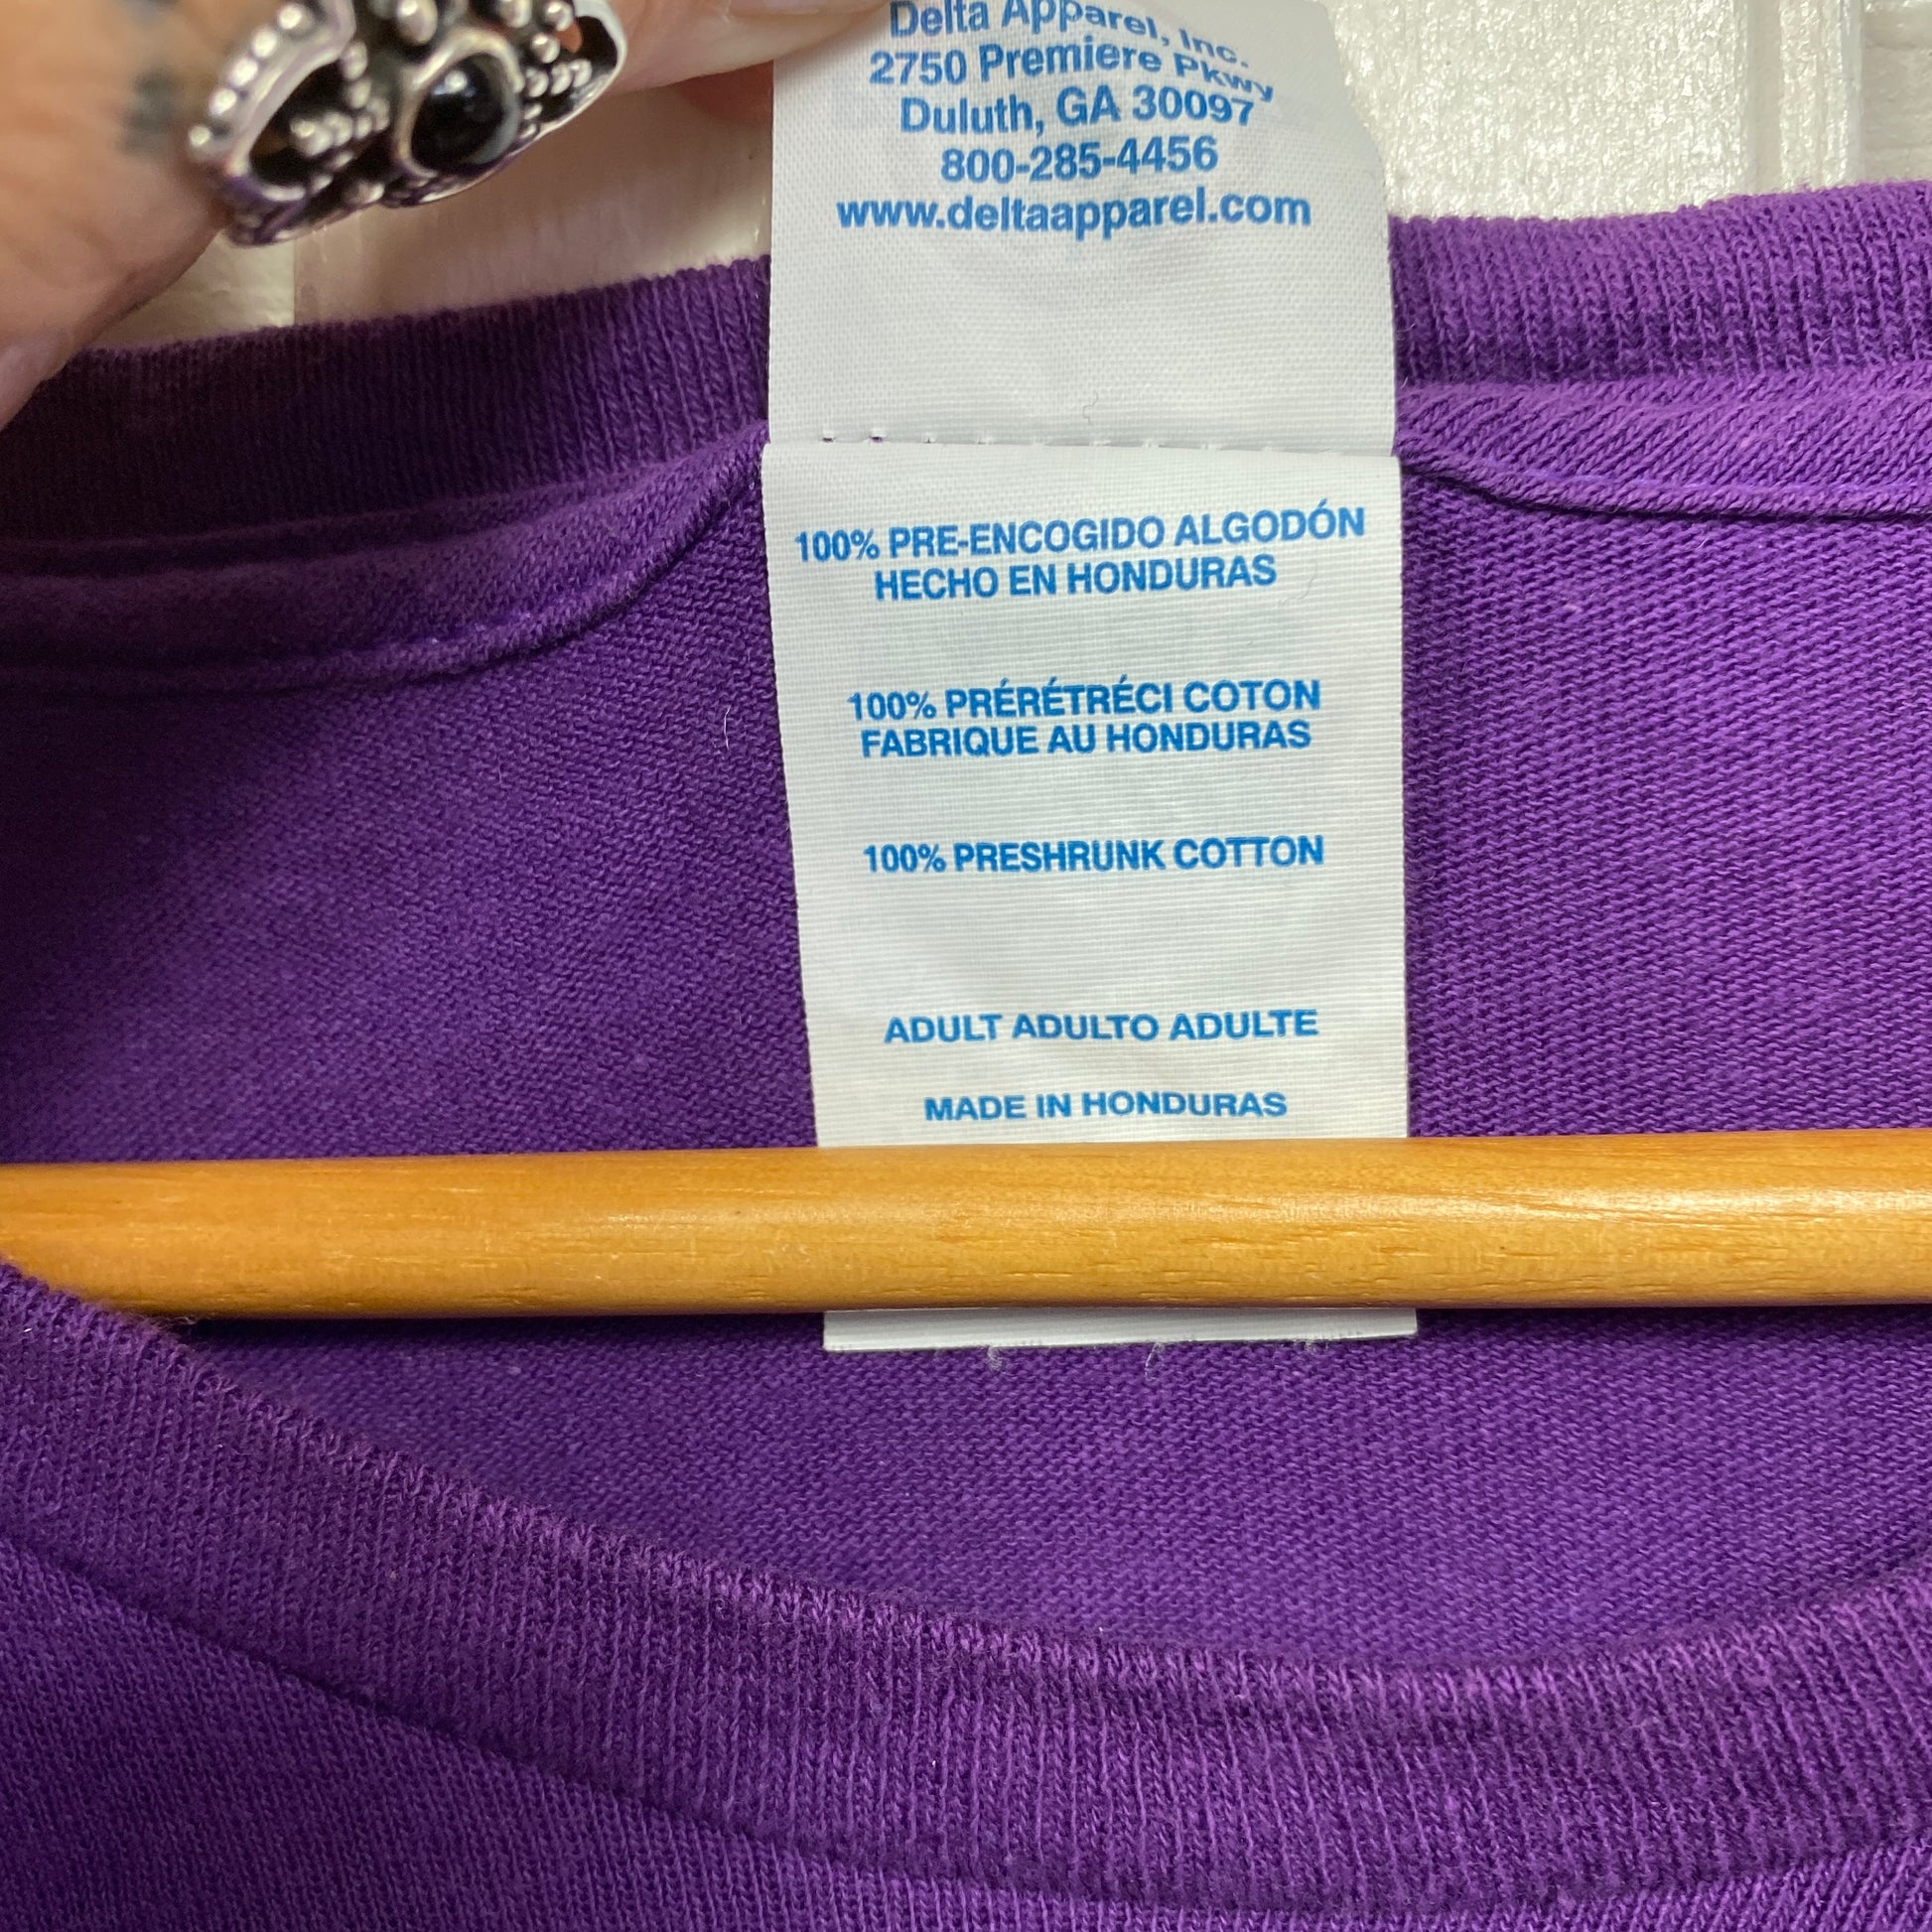 Delta Apparel, Inc.
2750 Premiere Pkwy
Duluth, GA 30097
800-285-4456
www.deltaapparel.com
100% PRE-ENCOGIDO ALGODÓN
HECHO EN HONDURAS
100% PRÉRÉTRÉCI COTON
FABRIQUE AU HONDURAS
100% PRESHRUNK COTTON
ADULT ADULTO ADULTE
MADE IN HONDURAS